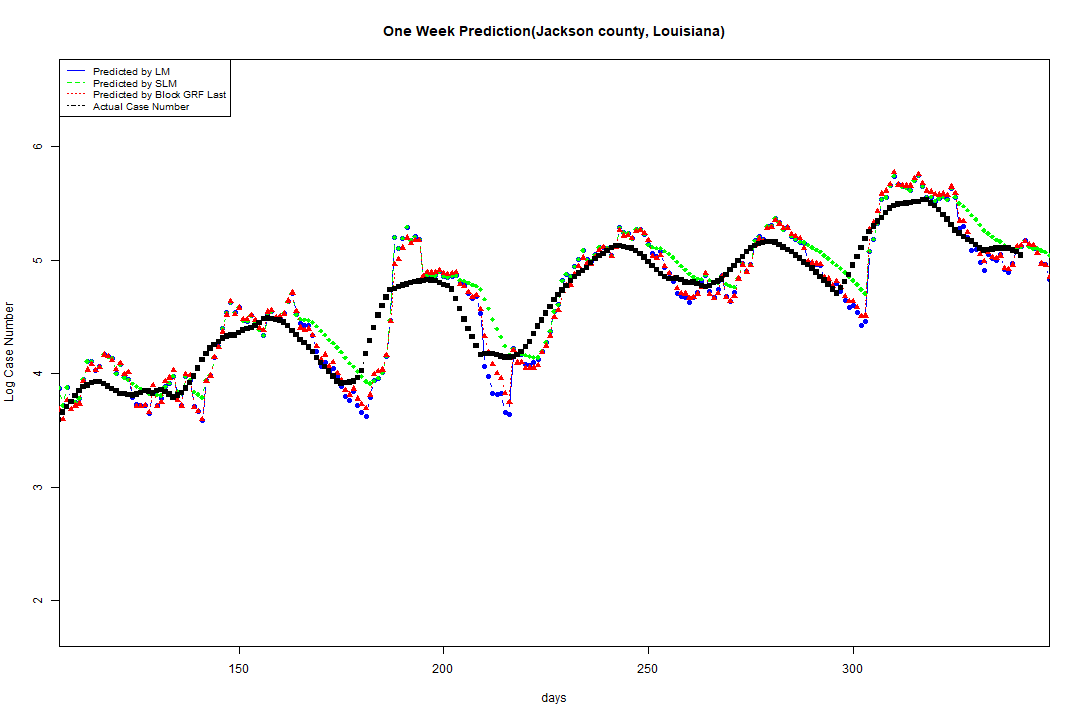 One Week Prediction(Jackson county, Louisiana)
Predicted by LM
Predicted by SLM
Predicted by Block GRF Last
Actual Case Number
6
5
4
3
2
Log Case Number
150
200
250
300
days